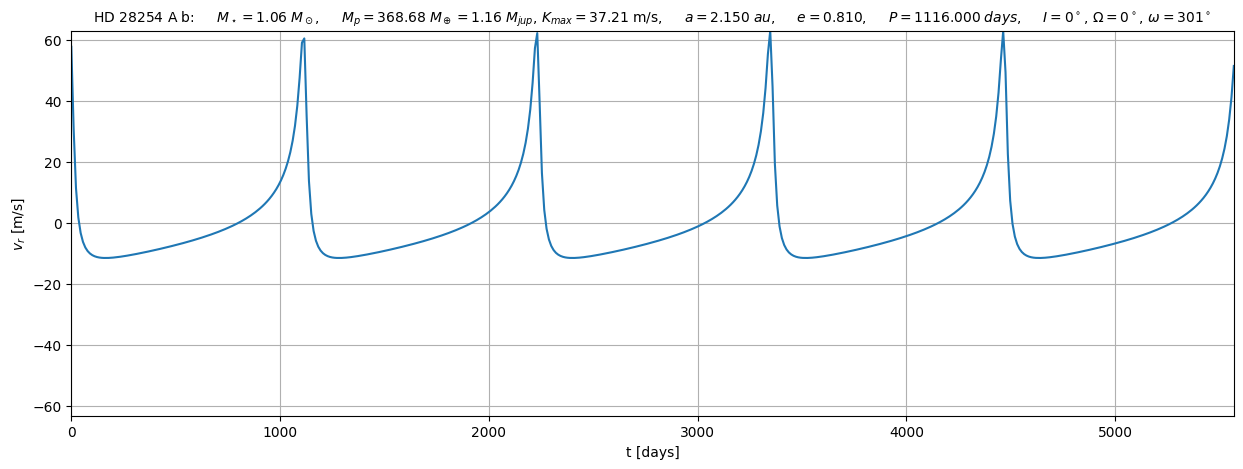 HD 28254 A b: M⋆ = 1.06 M⊙, Mp = 368.68 M⊕ = 1.16 Mjup, Kmax = 37.21 m/s, a = 2.150 au, e = 0.810, P = 1116.000 days, I = 0°, Ω = 0°, ω = 301°
60
40
20
0
−20
−40
−60
vr [m/s]
0 1000 2000 3000 4000 5000
t [days]